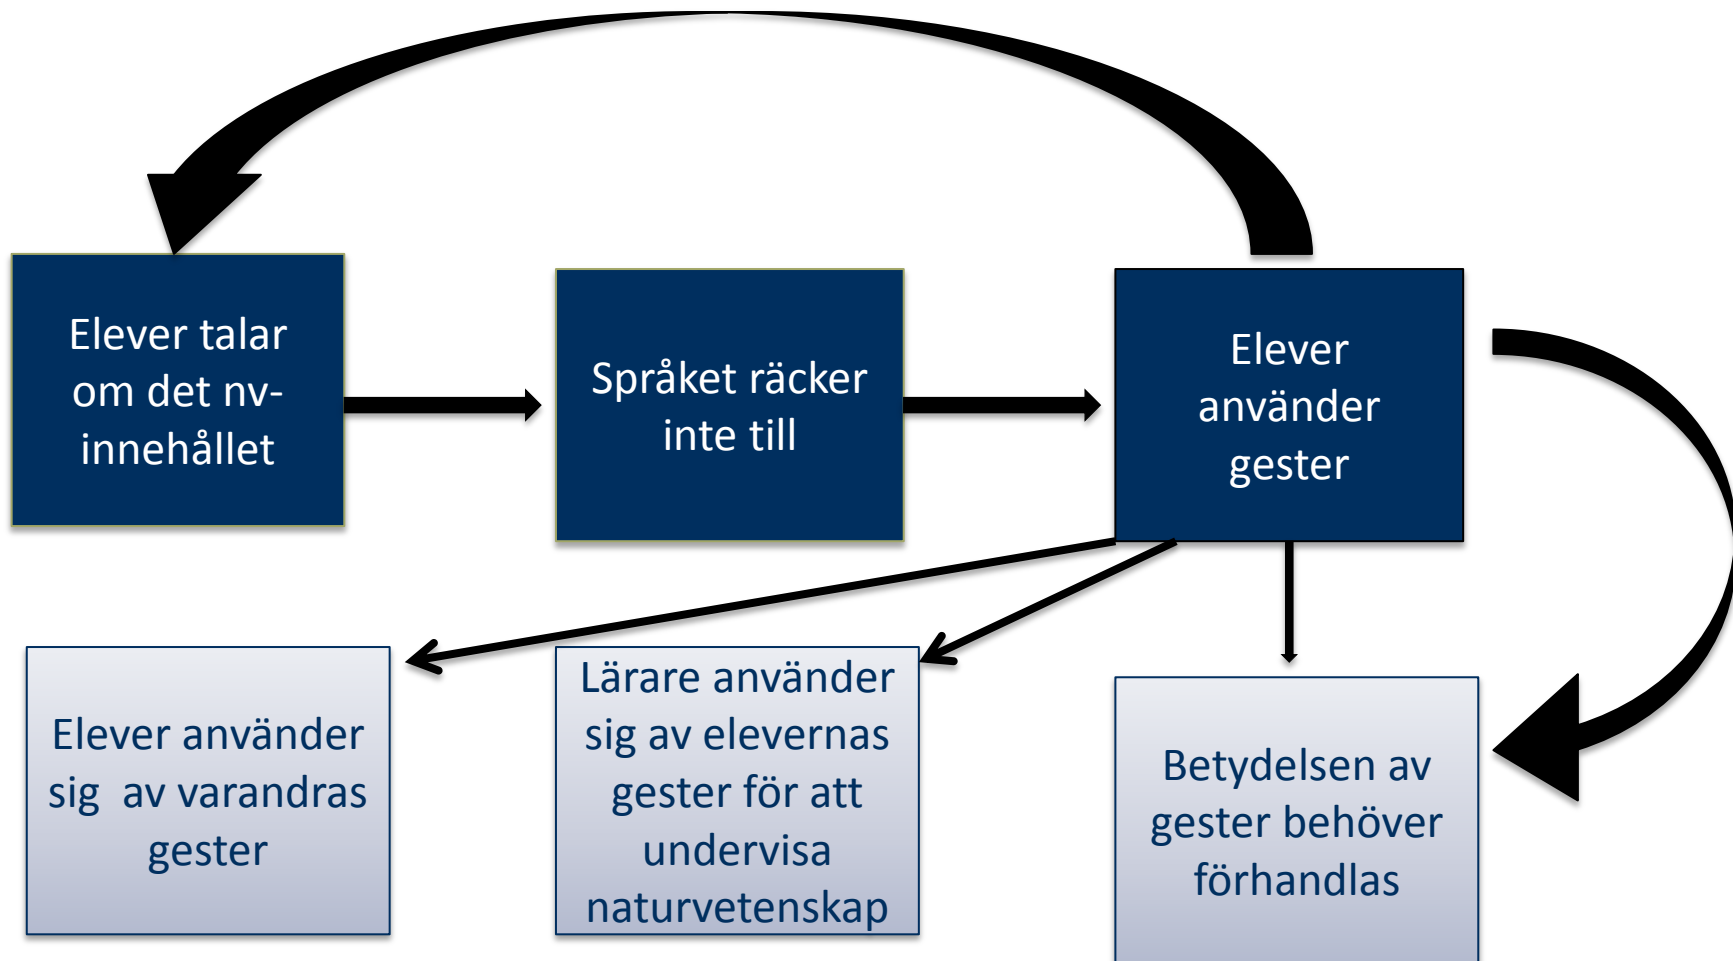 Elever talar
om det nv-
innehållet
Språket räcker
inte till
Elever
använder
gester
Elever använder
sig  av varandras
gester
Lärare använder
sig av elevernas
gester för att
undervisa
naturvetenskap
Betydelsen av
gester behöver
förhandlas